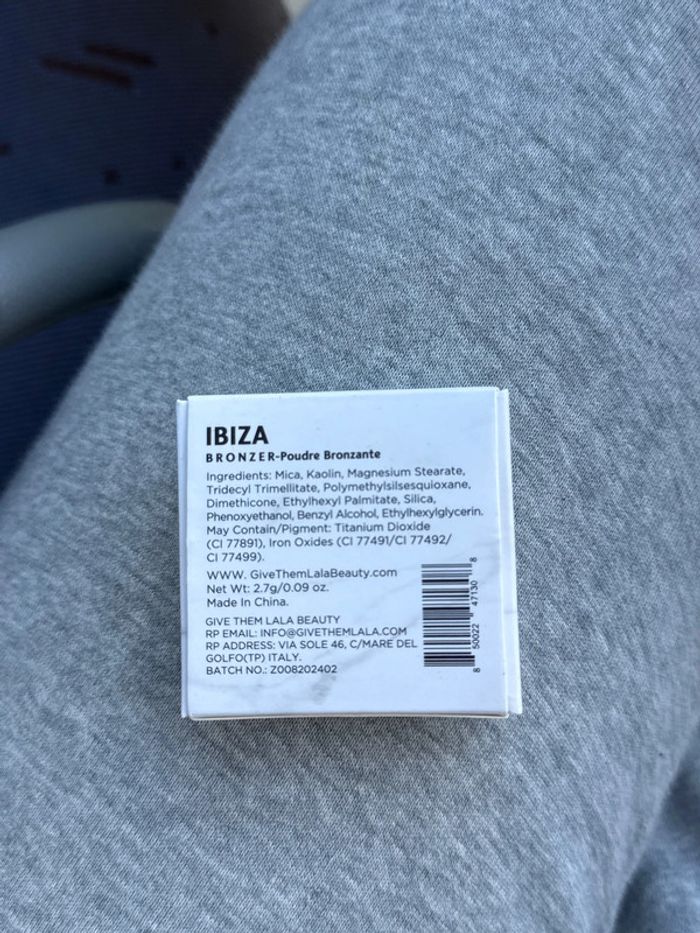 IBIZA
BRONZER-Poudre Bronzante
Ingredients: Mica, Kaolin, Magnesium Stearate,
Tridecyl Trimellitate, Polymethylsilsesquioxane,
Dimethicone, Ethylhexyl Palmitate, Silica,
Phenoxyethanol, Benzyl Alcohol, Ethylhexylglycerin.
May Contain/Pigment: Titanium Dioxide
(CI 77891), Iron Oxides (CI 77491/CI 77492/
CI 77499).
WWW. GiveThemLalaBeauty.com
Net Wt: 2.7g/0.09 oz.
Made In China.
GIVE THEM LALA BEAUTY
RP EMAIL: INFO@GIVETHEMLALA.COM
RP ADDRESS: VIA SOLE 46, C/MARE DEL
GOLFO(TP) ITALY.
BATCH NO.: Z008202402
8 50022 47130 8